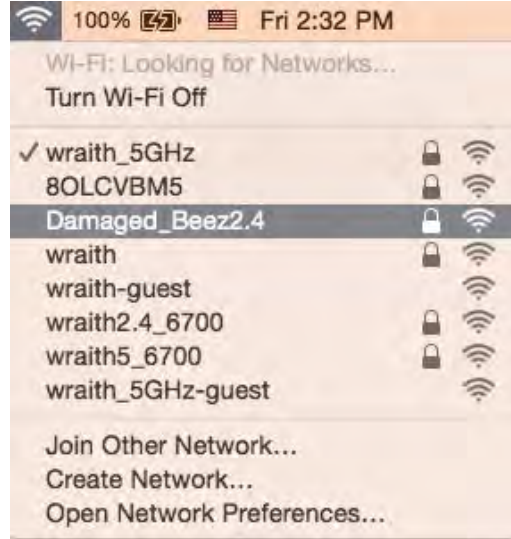 100% Fri 2:32 PM
Wi-Fi: Looking for Networks...
Turn Wi-Fi Off
✓ wraith_5GHz
8OLCVBM5
Damaged_Beez2.4
wraith
wraith-guest
wraith2.4_6700
wraith5_6700
wraith_5GHz-guest
Join Other Network...
Create Network...
Open Network Preferences...